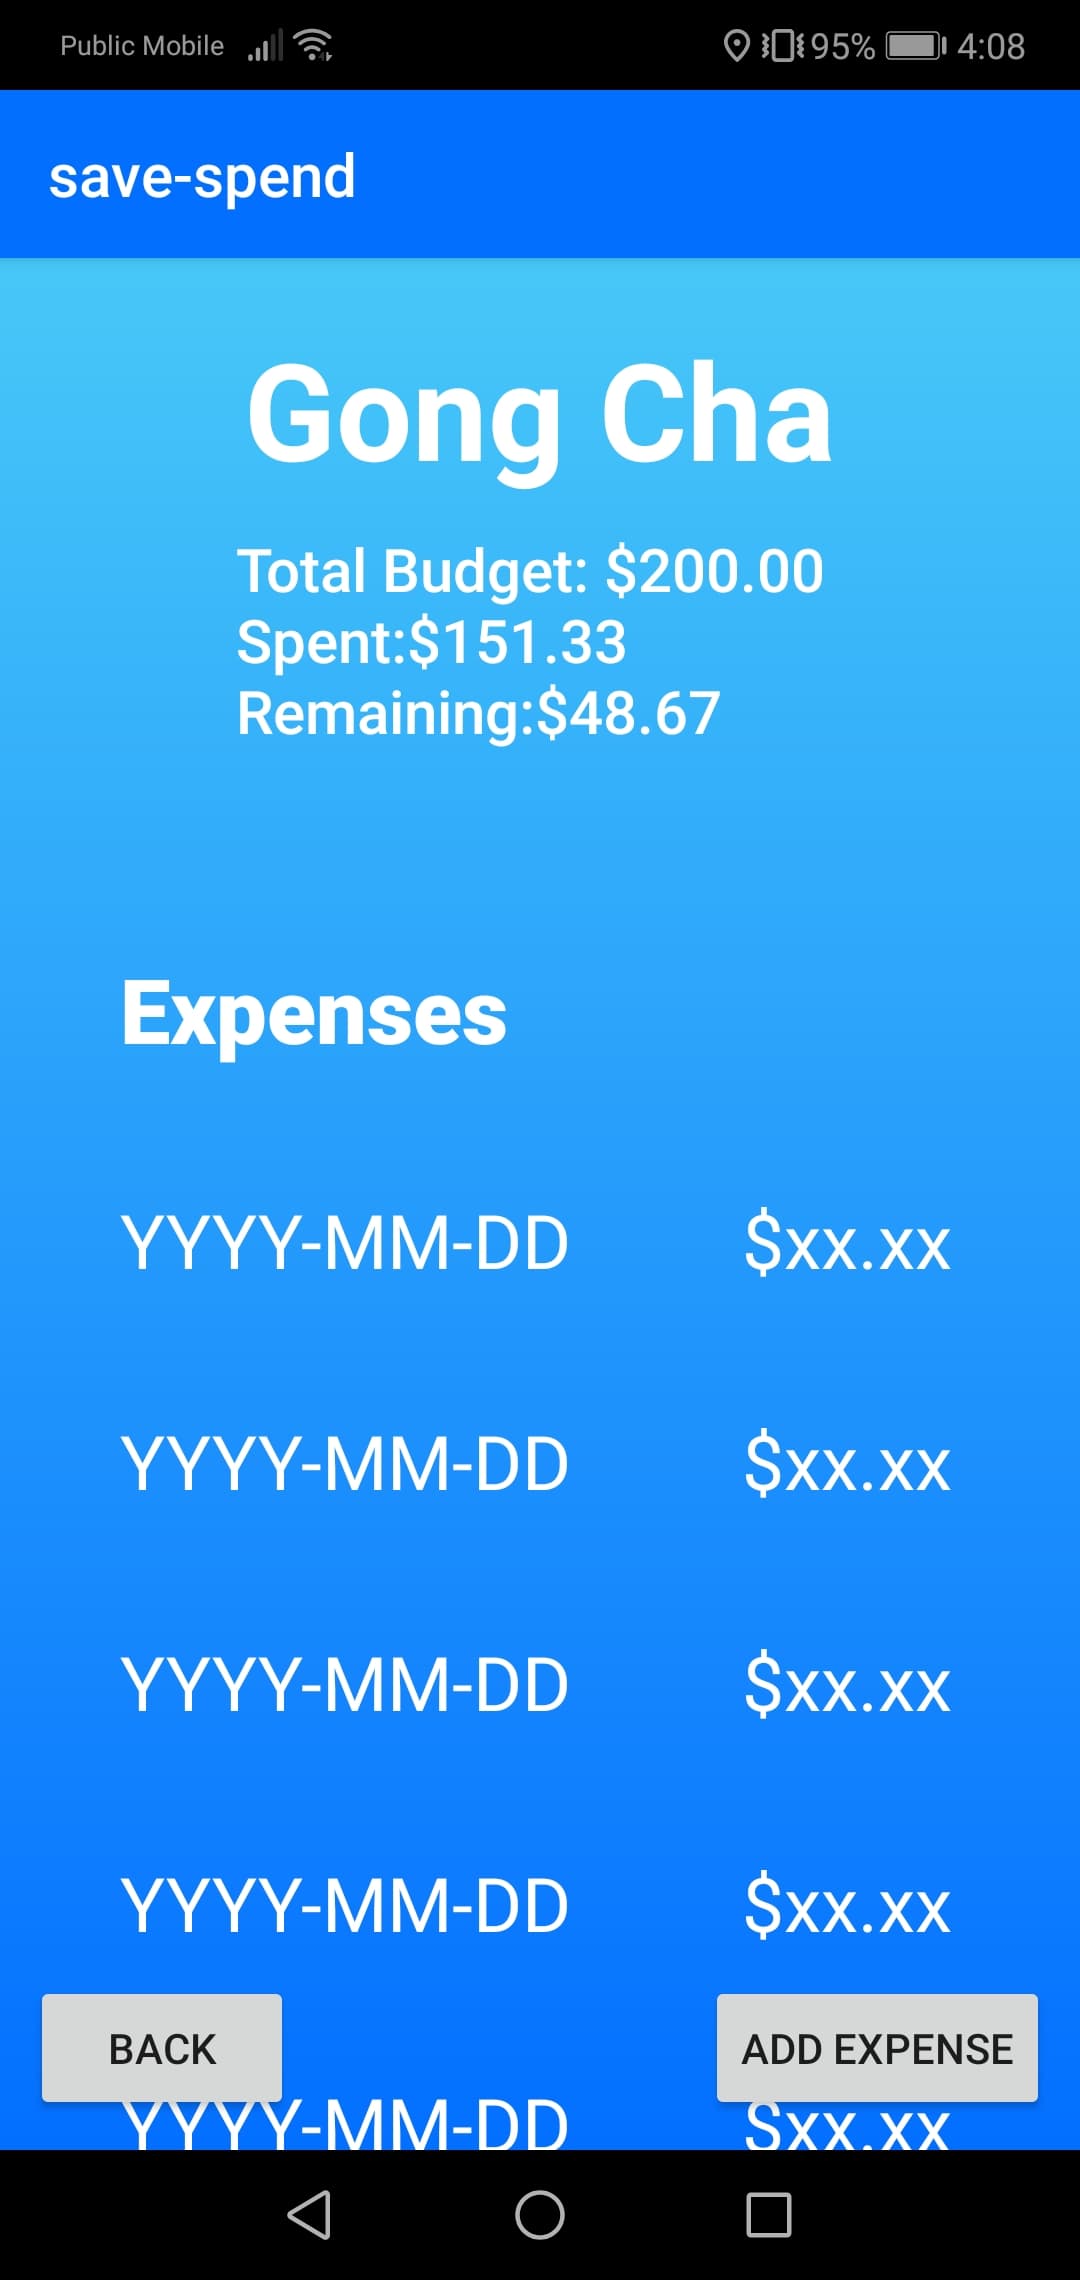 Public Mobile 95% 4:08
save-spend
Gong Cha
Total Budget: $200.00
Spent:$151.33
Remaining:$48.67
Expenses
YYYY-MM-DD $xx.xx
YYYY-MM-DD $xx.xx
YYYY-MM-DD $xx.xx
YYYY-MM-DD $xx.xx
BACK ADD EXPENSE
YYYY-MM-DD $xx.xx